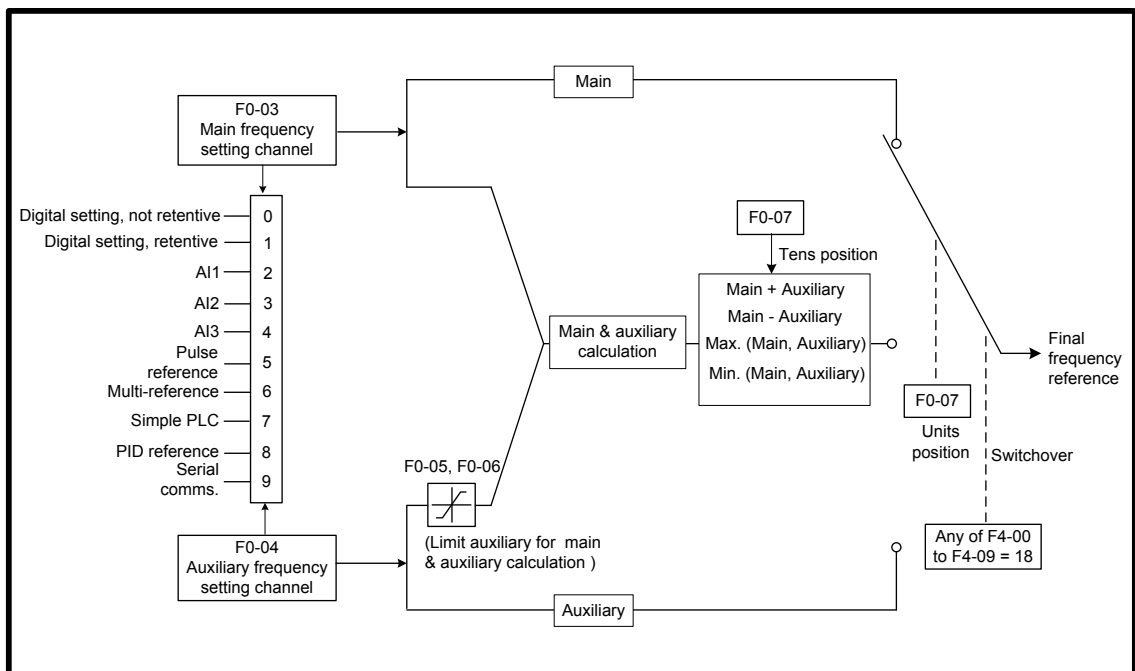 Main
F0-03
Main frequency
setting channel
Digital setting, not retentive
0
Digital setting, retentive
1
AI1
2
AI2
3
AI3
4
Pulse
reference
5
Multi-reference
6
Simple PLC
7
PID reference
8
Serial
comms.
9
F0-04
Auxiliary frequency
setting channel
F0-05, F0-06
(Limit auxiliary for main
& auxiliary calculation )
Main & auxiliary
calculation
F0-07
Tens position
Main + Auxiliary
Main - Auxiliary
Max. (Main, Auxiliary)
Min. (Main, Auxiliary)
Final
frequency
reference
F0-07
Units
position
Switchover
Any of F4-00
to F4-09 = 18
Auxiliary